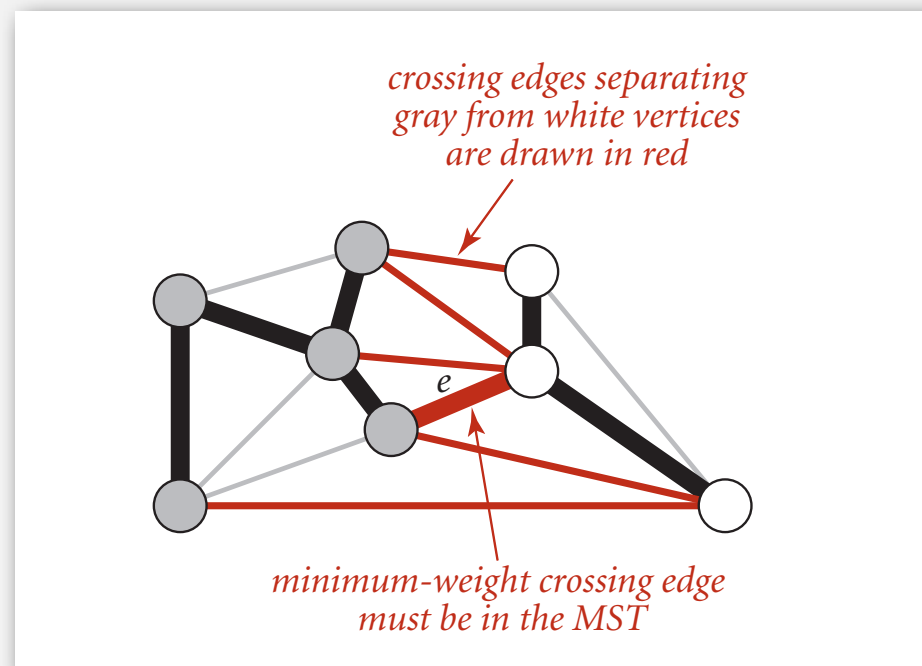 crossing edges separating
gray from white vertices
are drawn in red
e
minimum-weight crossing edge
must be in the MST